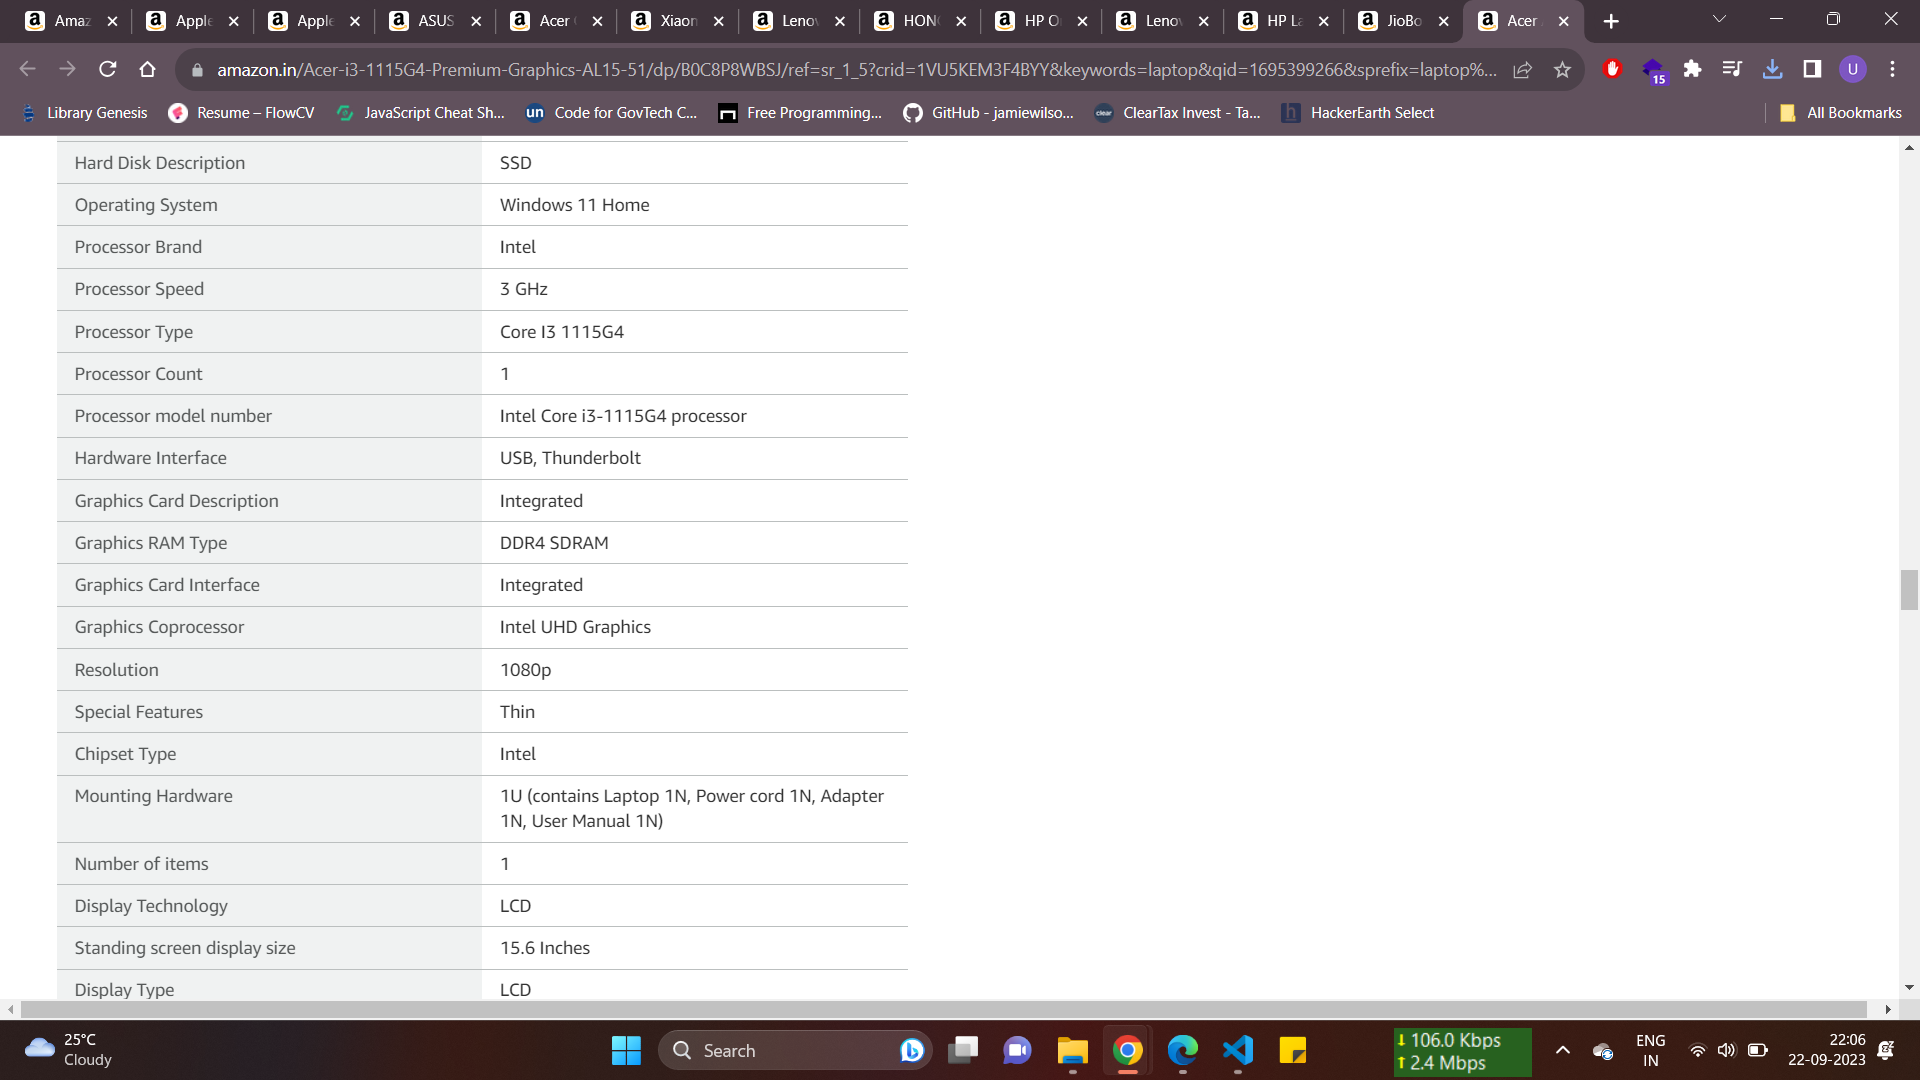 Amaz
Apple
Apple
ASUS
Acer
Xiaon
Lenov
HONO
HP O
Lenov
HP La
JioBo
Acer
amazon.in/Acer-i3-1115G4-Premium-Graphics-AL15-51/dp/B0C8P8WBSJ/ref=sr_1_5?crid=1VU5KEM3F4BYY&keywords=laptop&qid=1695399266&sprefix=laptop%...
15
U
Library Genesis
Resume – FlowCV
JavaScript Cheat Sh...
un
Code for GovTech C...
Free Programming...
GitHub - jamiewilso...
clear
ClearTax Invest - Ta...
h
HackerEarth Select
All Bookmarks
Hard Disk Description SSD
Operating System Windows 11 Home
Processor Brand Intel
Processor Speed 3 GHz
Processor Type Core I3 1115G4
Processor Count 1
Processor model number Intel Core i3-1115G4 processor
Hardware Interface USB, Thunderbolt
Graphics Card Description Integrated
Graphics RAM Type DDR4 SDRAM
Graphics Card Interface Integrated
Graphics Coprocessor Intel UHD Graphics
Resolution 1080p
Special Features Thin
Chipset Type Intel
Mounting Hardware 1U (contains Laptop 1N, Power cord 1N, Adapter
1N, User Manual 1N)
Number of items 1
Display Technology LCD
Standing screen display size 15.6 Inches
Display Type LCD
25°C
Cloudy
Search
106.0 Kbps
2.4 Mbps
ENG
IN
22:06
22-09-2023